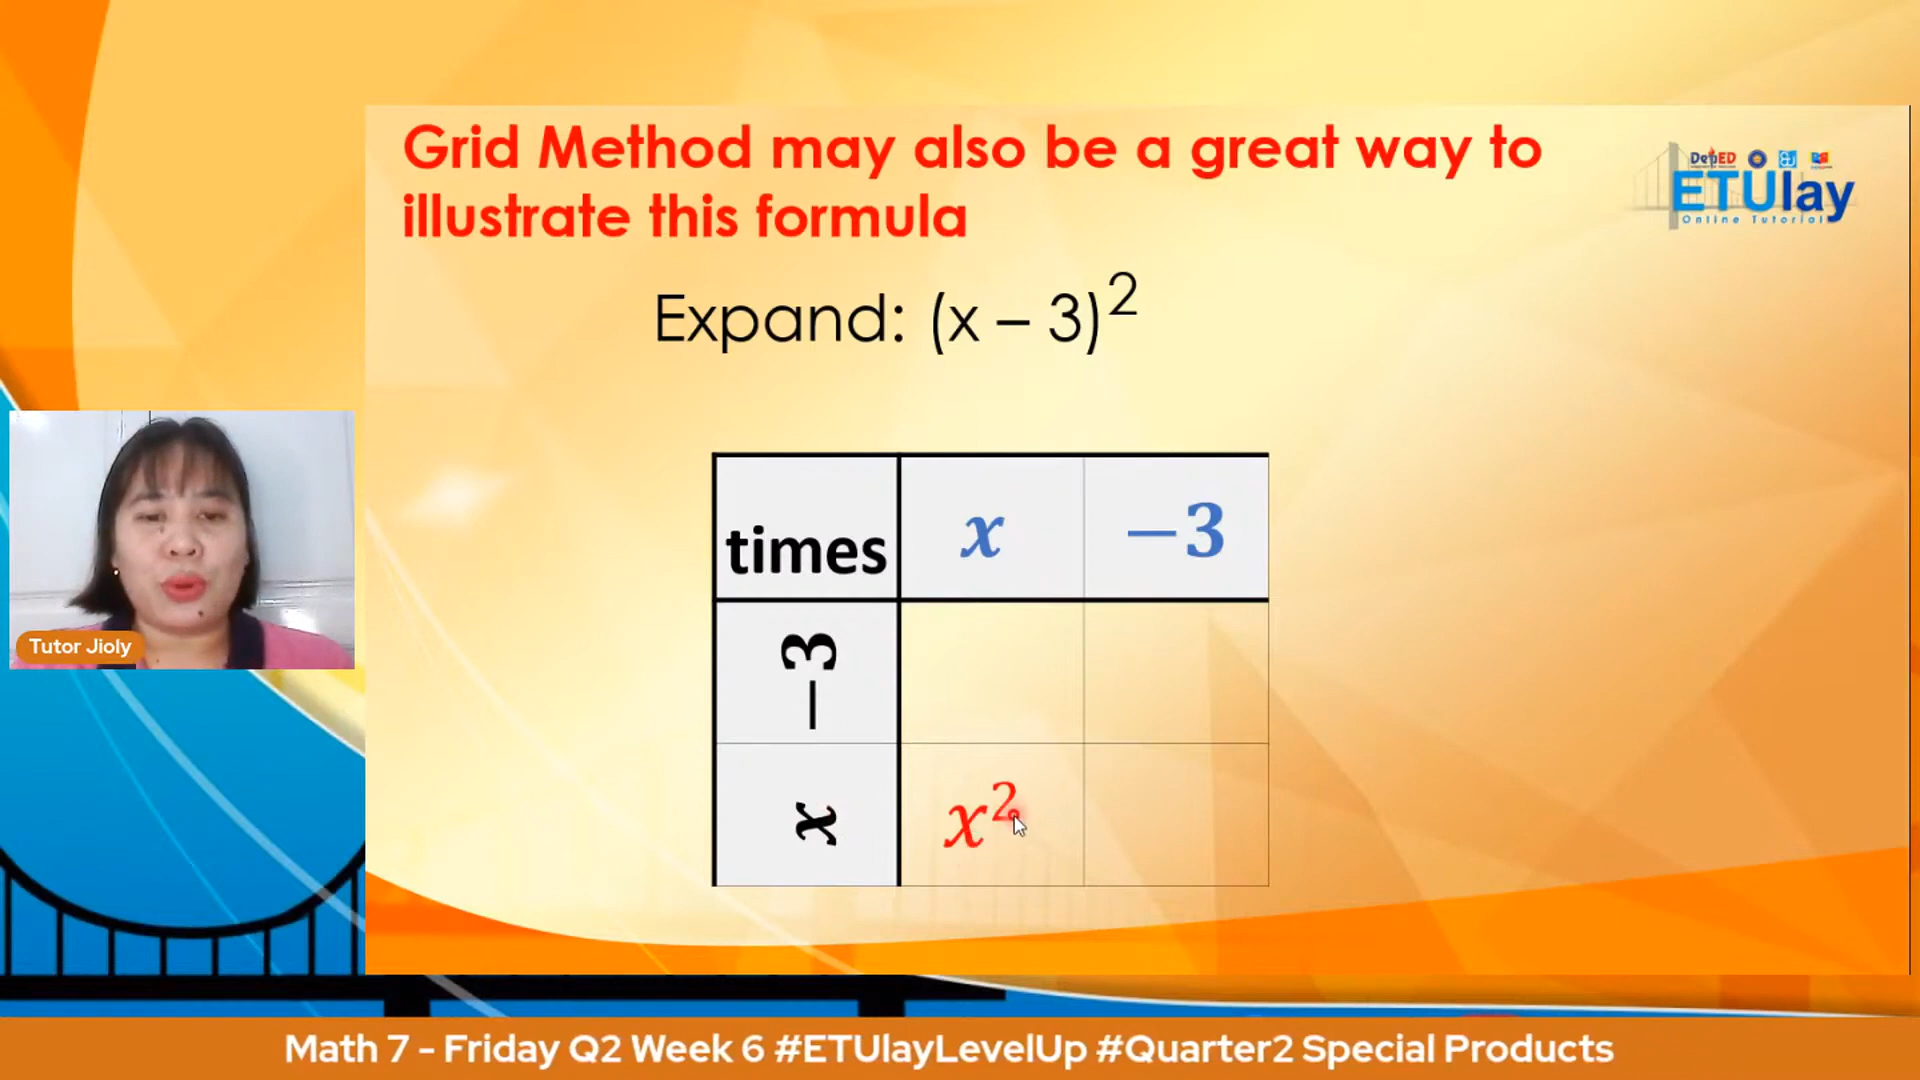 Grid Method may also be a great way to
illustrate this formula
DepED
ETUlay
Online Tutorial
Expand: (x – 3)²
times x −3
−3
x x²
Tutor Jioly
Math 7 - Friday Q2 Week 6 #ETUlayLevelUp #Quarter2 Special Products